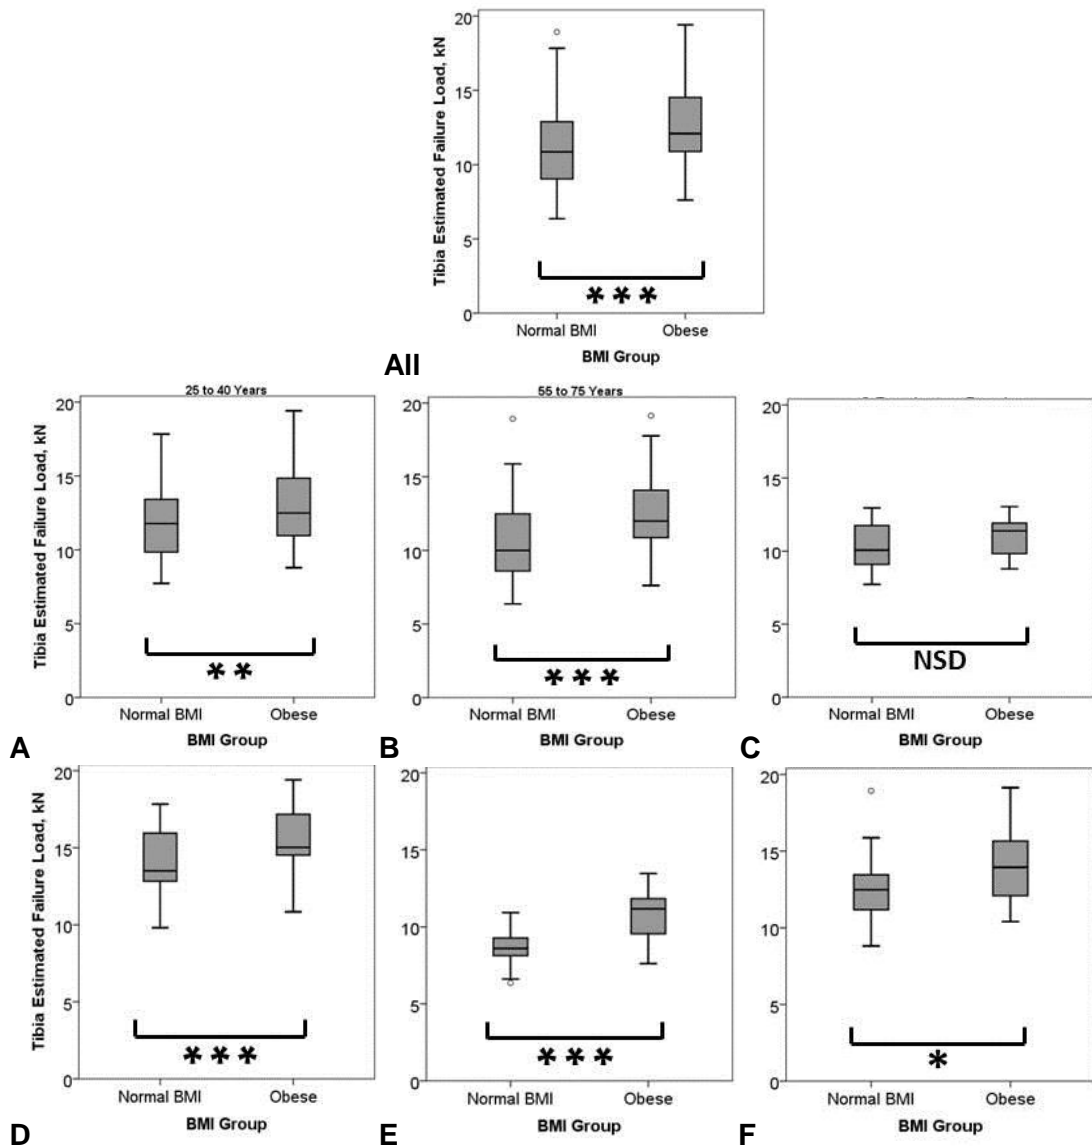 Tibia Estimated Failure Load, kN
20
15
10
5
0
***
Normal BMI Obese
BMI Group
All
25 to 40 Years
Tibia Estimated Failure Load, kN
20
15
10
5
0
**
Normal BMI Obese
BMI Group
A
55 to 75 Years
20
15
10
5
0
***
Normal BMI Obese
BMI Group
B
20
15
10
5
0
NSD
Normal BMI Obese
BMI Group
C
Tibia Estimated Failure Load, kN
20
15
10
5
0
***
Normal BMI Obese
BMI Group
D
20
15
10
5
0
***
Normal BMI Obese
BMI Group
E
20
15
10
5
0
*
Normal BMI Obese
BMI Group
F